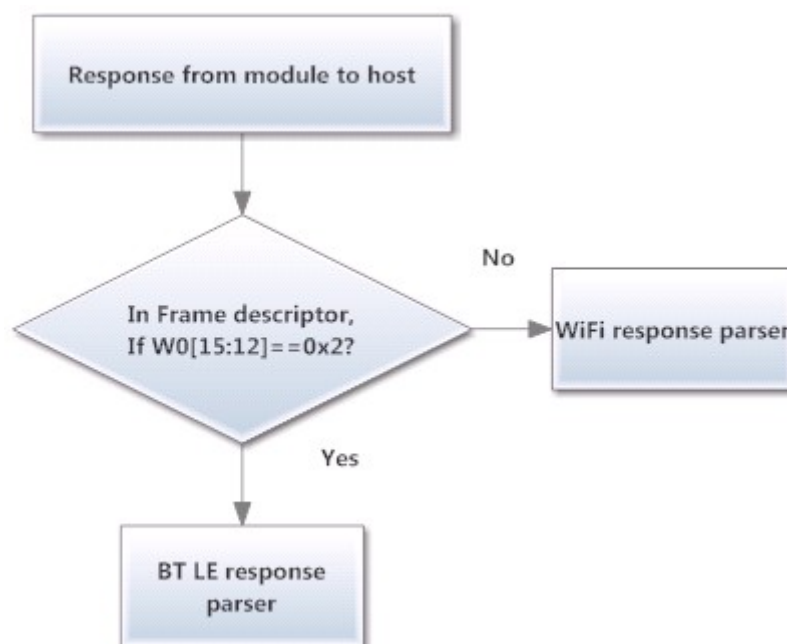 Response from module to host
In Frame descriptor,
If W0[15:12]==0x2?
No
WiFi response parser
Yes
BT LE response
parser